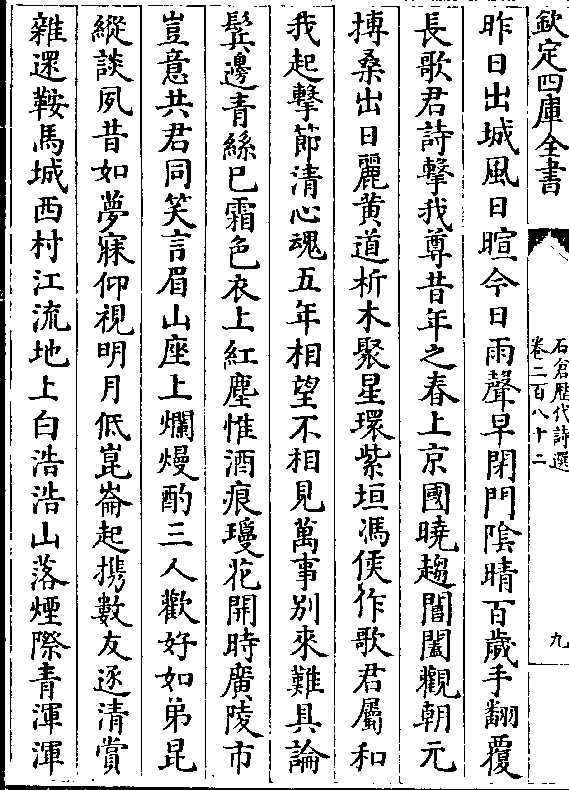 欽定四庫全書
石倉歷代詩選
卷二百八十二
九
昨日出城風日暄今日雨聲早閉門陰晴百歲手翻覆
長歌君詩擊我尊昔年之春上京國曉趨閶闔觀朝元
搏桑出日麗黃道析木聚星環紫垣馮侯作歌君屬和
我起擊節清心魂五年相望不相見萬事別來難具論
鬂邊青絲已霜色衣上紅塵惟酒痕瓊花開時廣陵市
豈意共君同笑言眉山座上爛熳酌三人歡好如弟昆
縱談夙昔如夢寐仰視明月低崑崙起携數友逐清賞
雜還鞍馬城西村江流地上白浩浩山落煙際青渾渾